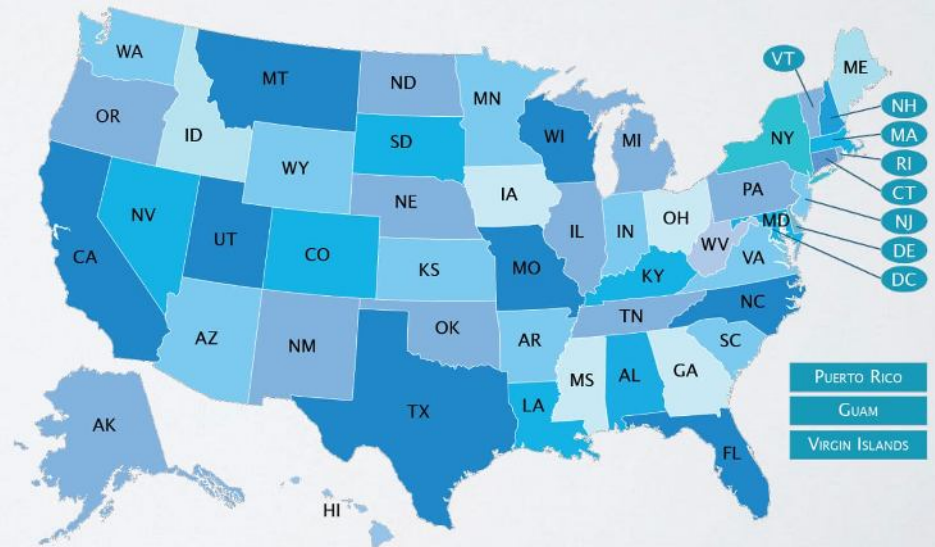 WA
MT
ND
MN
ME
VT
OR
ID
WY
SD
WI
MI
NY
NH
MA
RI
CT
NJ
DE
DC
NV
UT
CO
NE
KS
IA
IL
IN
OH
PA
MD
WV
VA
CA
AZ
NM
OK
MO
KY
TN
NC
SC
AR
MS
AL
GA
LA
TX
FL
AK
HI
PUERTO RICO
GUAM
VIRGIN ISLANDS